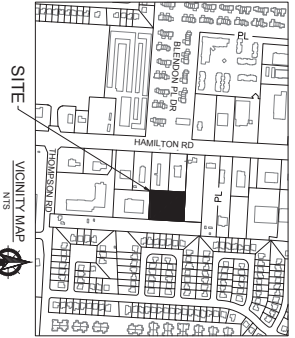 PL
BLENDON PL DR
HAMILTON RD
PL
THOMPSON RD
SITE
VICINITY MAP
NTS